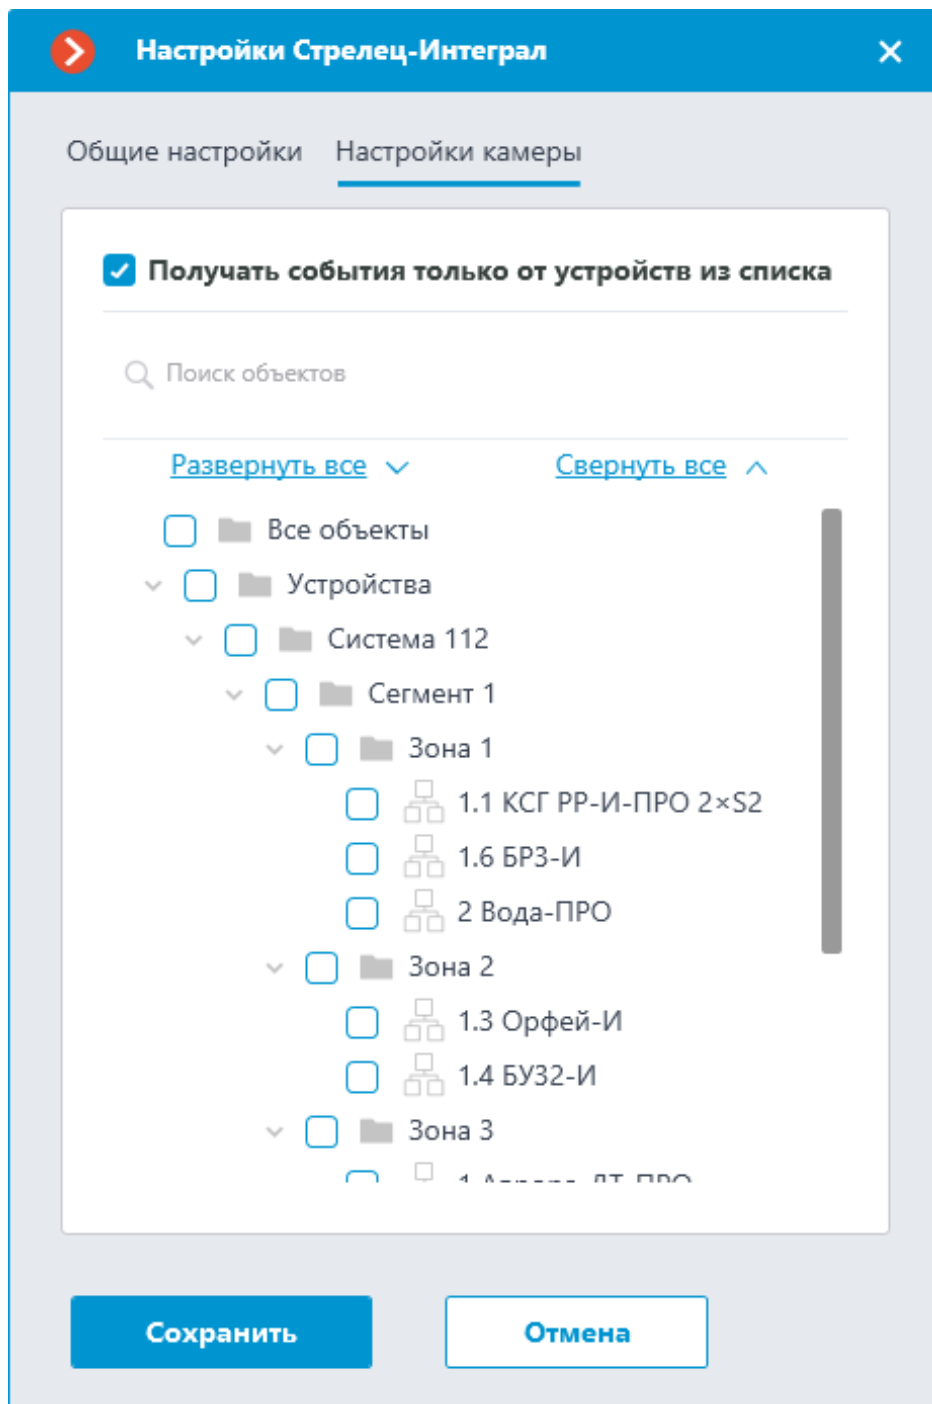 Настройки Стрелец-Интеграл
Общие настройки Настройки камеры
Получать события только от устройств из списка
Поиск объектов
Развернуть все Свернуть все
Все объекты
Устройства
Система 112
Сегмент 1
Зона 1
1.1 КСГ РР-И-ПРО 2×S2
1.6 БРЗ-И
2 Вода-ПРО
Зона 2
1.3 Орфей-И
1.4 БУ32-И
Зона 3
Сохранить Отмена